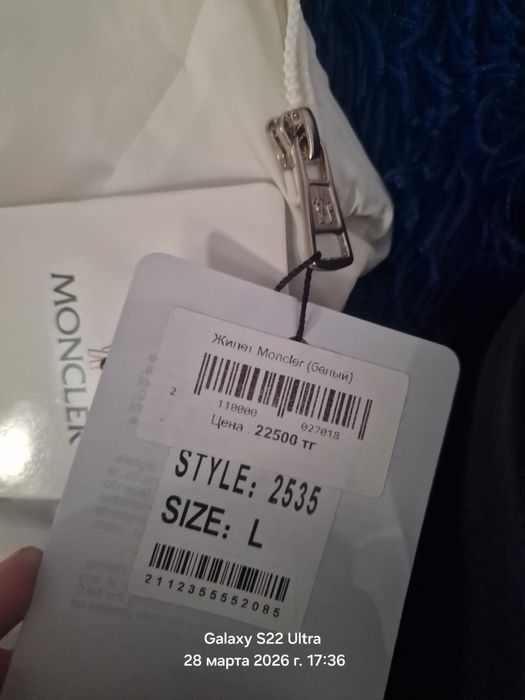 MONCLER
Жилет Moncler (белый)
2 110000 027018
Цена 22500 тг
STYLE: 2535
SIZE: L
2112355552085
Galaxy S22 Ultra
28 марта 2026 г. 17:36